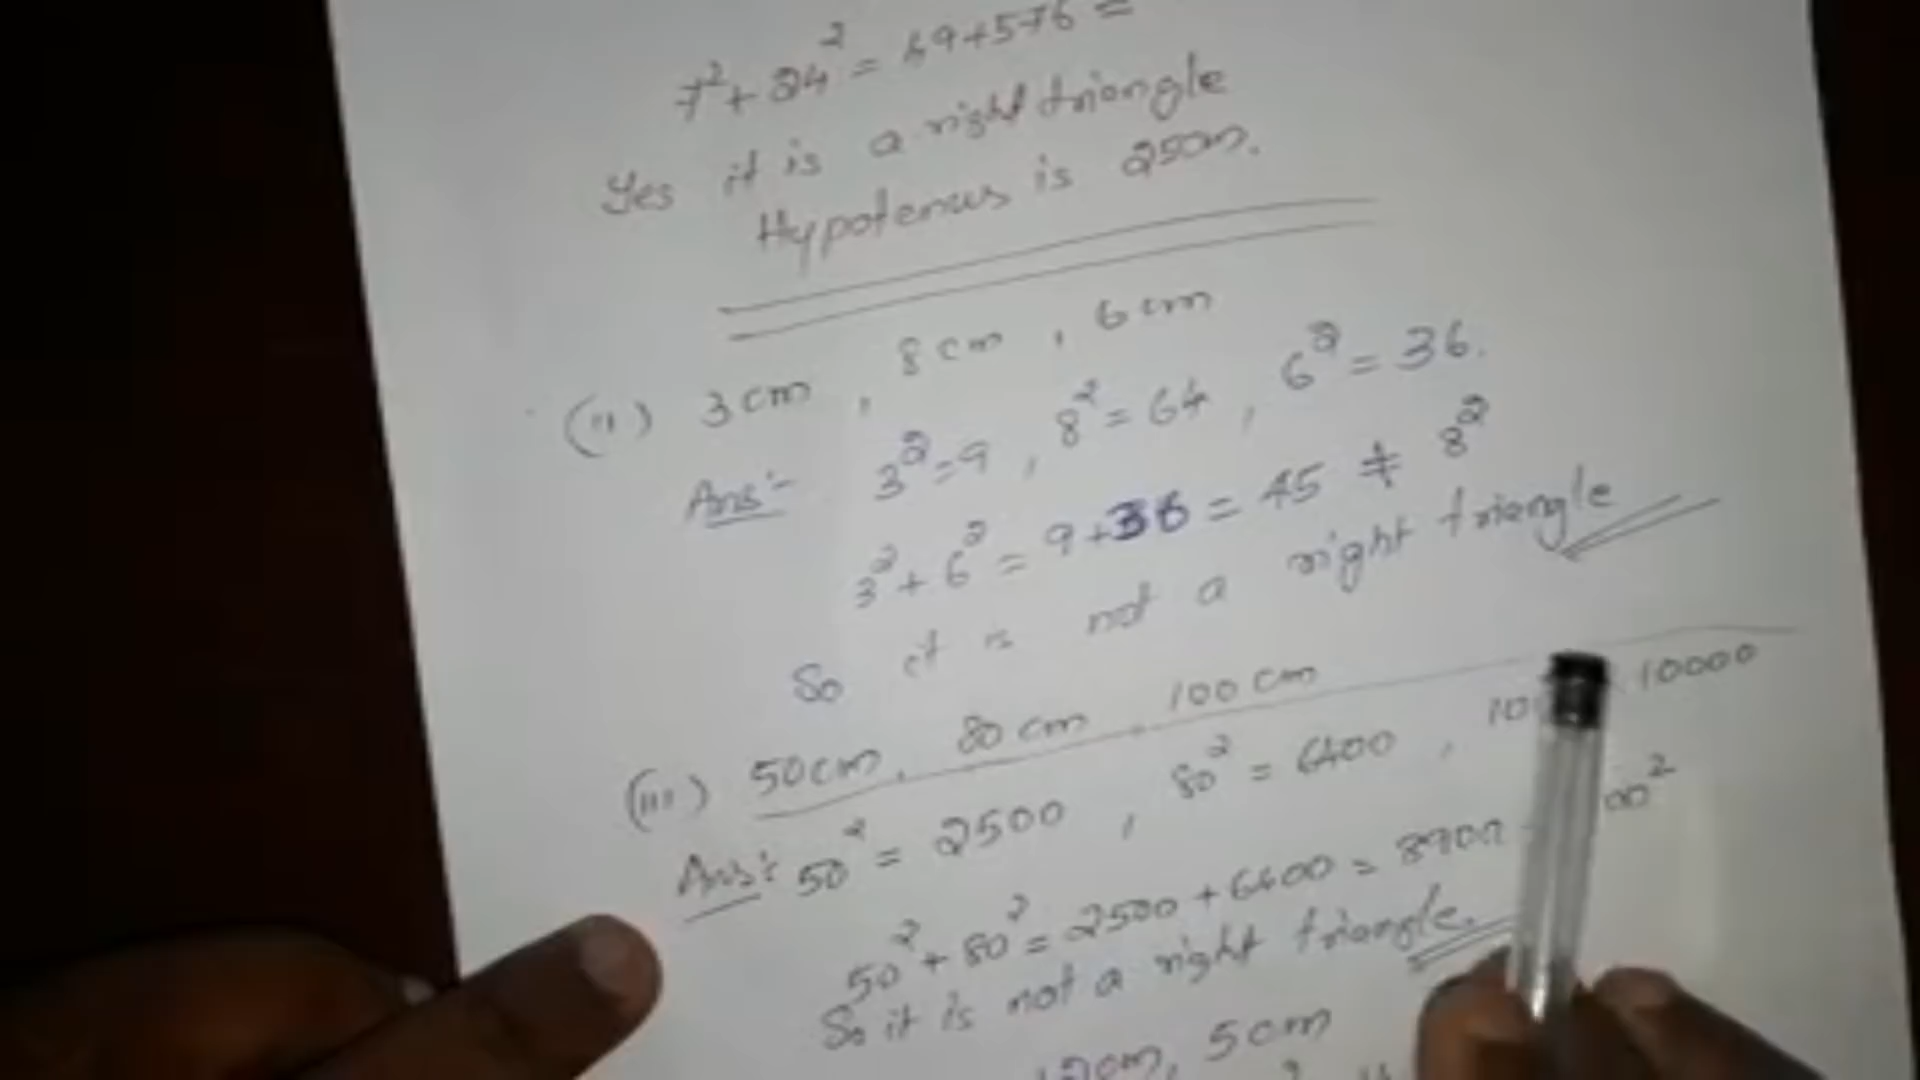 7² + 24² = 49+576 =
Yes it is a right triangle
Hypotenus is 25cm.
(ii) 3cm, 8cm, 6cm
Ans:- 3²=9, 8²=64, 6²=36.
3²+6² = 9+36 = 45 ≠ 8²
So it is not a right triangle
(iii) 50cm, 80cm, 100cm
Ans: 50² = 2500, 80² = 6400, 10 10000
50²+80² = 2500+6400 = 8900 00²
So it is not a right triangle.
12cm, 5cm